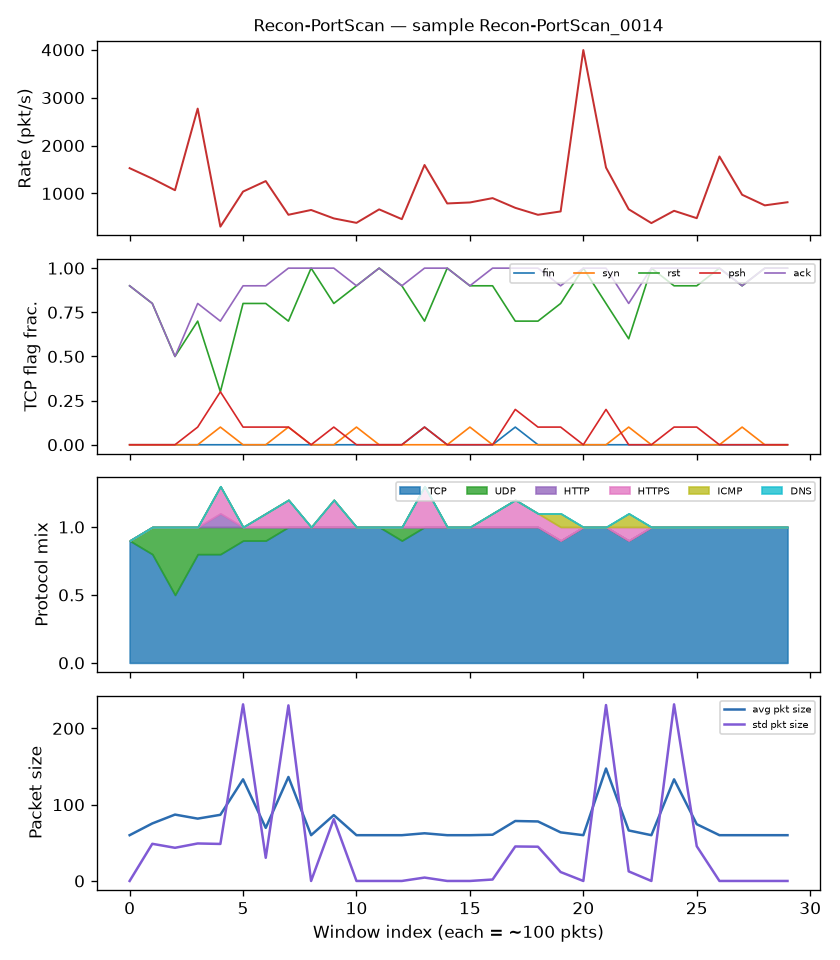 Recon-PortScan — sample Recon-PortScan_0014
4000
3000
2000
1000
Rate (pkt/s)
fin syn rst psh ack
1.00
0.75
0.50
0.25
0.00
TCP flag frac.
TCP UDP HTTP HTTPS ICMP DNS
1.0
0.5
0.0
Protocol mix
avg pkt size
std pkt size
200
100
0
Packet size
0 5 10 15 20 25 30
Window index (each = ~100 pkts)